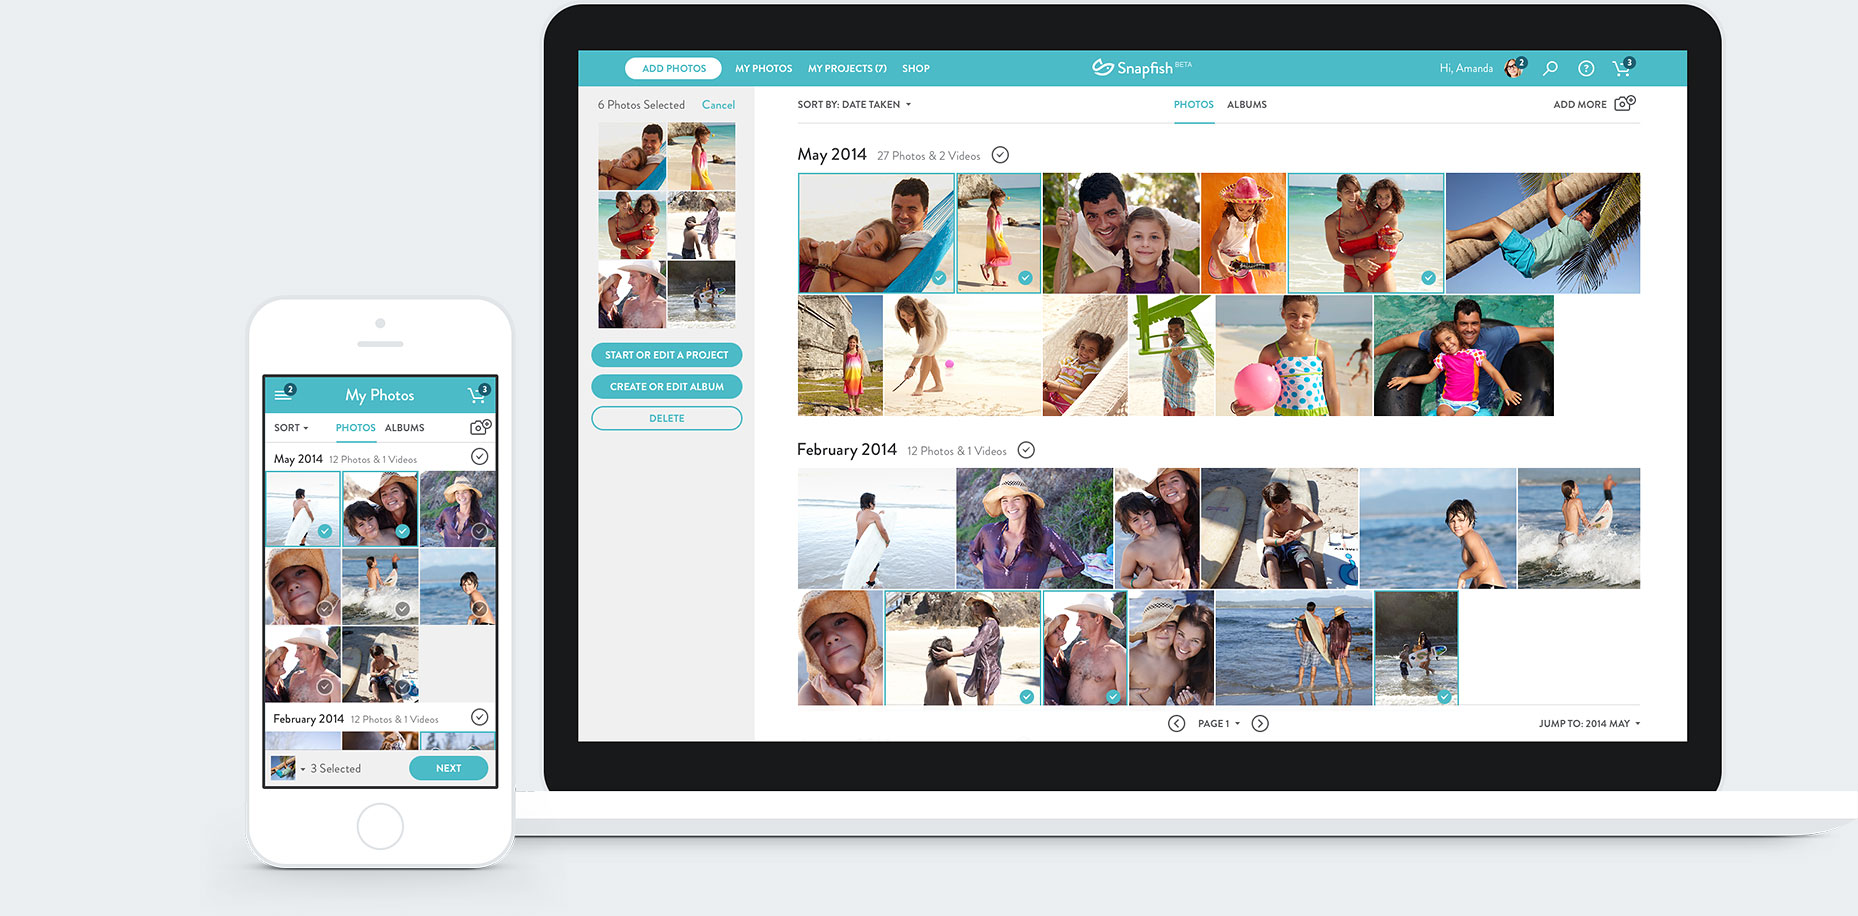 ADD PHOTOS MY PHOTOS MY PROJECTS (7) SHOP Snapfish BETA Hi, Amanda 2 ? 3
6 Photos Selected Cancel
SORT BY: DATE TAKEN PHOTOS ALBUMS ADD MORE
May 2014 27 Photos & 2 Videos
START OR EDIT A PROJECT
CREATE OR EDIT ALBUM
DELETE
February 2014 12 Photos & 1 Videos
PAGE 1 JUMP TO: 2014 MAY
2 My Photos 3
SORT PHOTOS ALBUMS
May 2014 12 Photos & 1 Videos
February 2014 12 Photos & 1 Videos
3 Selected NEXT